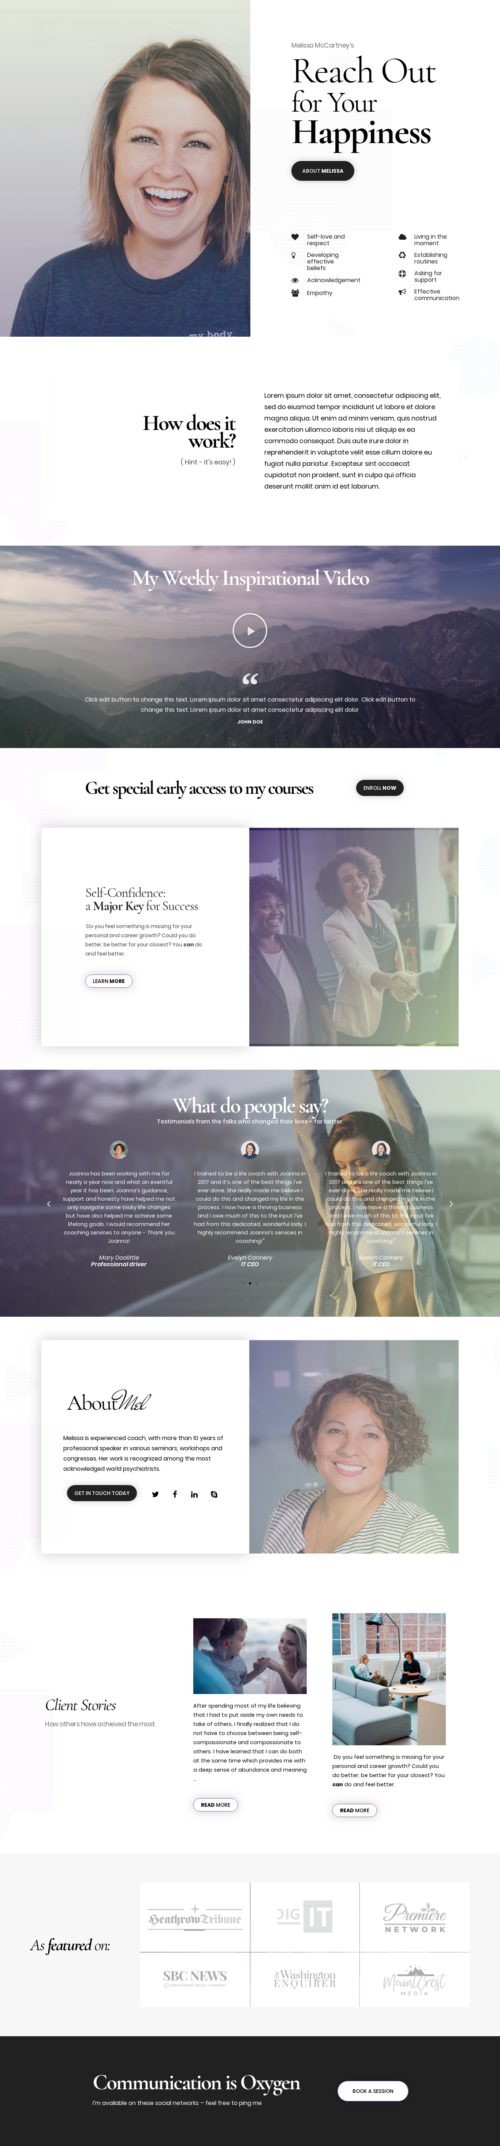 Melissa McCartney's
Reach Out
for Your
Happiness
ABOUT MELISSA
Self-love and
respect
Developing
effective
beliefs
Acknowledgement
Empathy
Living in the
moment
Establishing
routines
Asking for
support
Effective
communication
my body
How does it
work?
( Hint - it's easy! )
Lorem ipsum dolor sit amet, consectetur adipiscing elit,
sed do eiusmod tempor incididunt ut labore et dolore
magna aliqua. Ut enim ad minim veniam, quis nostrud
exercitation ullamco laboris nisi ut aliquip ex ea
commodo consequat. Duis aute irure dolor in
reprehenderit in voluptate velit esse cillum dolore eu
fugiat nulla pariatur. Excepteur sint occaecat
cupidatat non proident, sunt in culpa qui officia
deserunt mollit anim id est laborum.
My Weekly Inspirational Video
“
Click edit button to change this text. Lorem ipsum dolor sit amet consectetur adipiscing elit dolor. Click edit button to
change this text. Lorem ipsum dolor sit amet consectetur adipiscing elit dolor
JOHN DOE
Get special early access to my courses
ENROLL NOW
Self-Confidence:
a Major Key for Success
Do you feel something is missing for your
personal and career growth? Could you do
better, be better for your closest? You can do
and feel better.
LEARN MORE
What do people say?
Testimonials from the folks who changed their lives – for better.
Joanna has been working with me for
nearly a year now and what an eventful
year it has been. Joanna's guidance,
support and honesty have helped me not
only navigate some tricky life changes
but have also helped me achieve some
lifelong goals. I would recommend her
coaching services to anyone - Thank you
Joanna!
Mary Doolittle
Professional driver
I trained to be a life coach with Joanna in
2017 and it's one of the best things I've
ever done. She really made me believe I
could do this and changed my life in the
process. I now have a thriving business
and I owe much of this to the input I've
had from this dedicated, wonderful lady. I
highly recommend Joanna's services in
coaching!"
Evelyn Connery
IT CEO
I trained to be a life coach with Joanna in
2017 and it's one of the best things I've
ever done. She really made me believe I
could do this and changed my life in the
process. I now have a thriving business
and I owe much of this to the input I've
had from this dedicated, wonderful lady. I
highly recommend Joanna's services in
coaching!"
Evelyn Connery
IT CEO
About Mel
Melissa is experienced coach, with more than 10 years of
professional speaker in various seminars, workshops and
congresses. Her work is recognized among the most
acknowledged world psychiatrists.
GET IN TOUCH TODAY
Client Stories
How others have achieved the most.
After spending most of my life believing
that I had to put aside my own needs to
take of others, I finally realized that I do
not have to choose between being self-
compassionate and compassionate to
others. I have learned that I can do both
at the same time which provides me with
a deep sense of abundance and meaning
...
READ MORE
Do you feel something is missing for your
personal and career growth? Could you
do better, be better for your closest? You
can do and feel better.
READ MORE
As featured on:
Heathrow Tribune
DIG IT
Première
NETWORK
SBC NEWS
The Washington
ENQUIRER
MountCrest
MEDIA
Communication is Oxygen
I'm available on these social networks – feel free to ping me
BOOK A SESSION